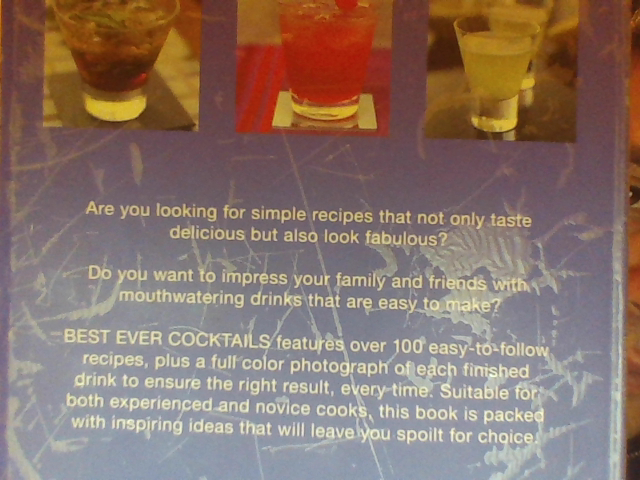 Are you looking for simple recipes that not only taste
delicious but also look fabulous?
Do you want to impress your family and friends with
mouthwatering drinks that are easy to make?
BEST EVER COCKTAILS features over 100 easy-to-follow
recipes, plus a full color photograph of each finished
drink to ensure the right result, every time. Suitable for
both experienced and novice cooks, this book is packed
with inspiring ideas that will leave you spoilt for choice.